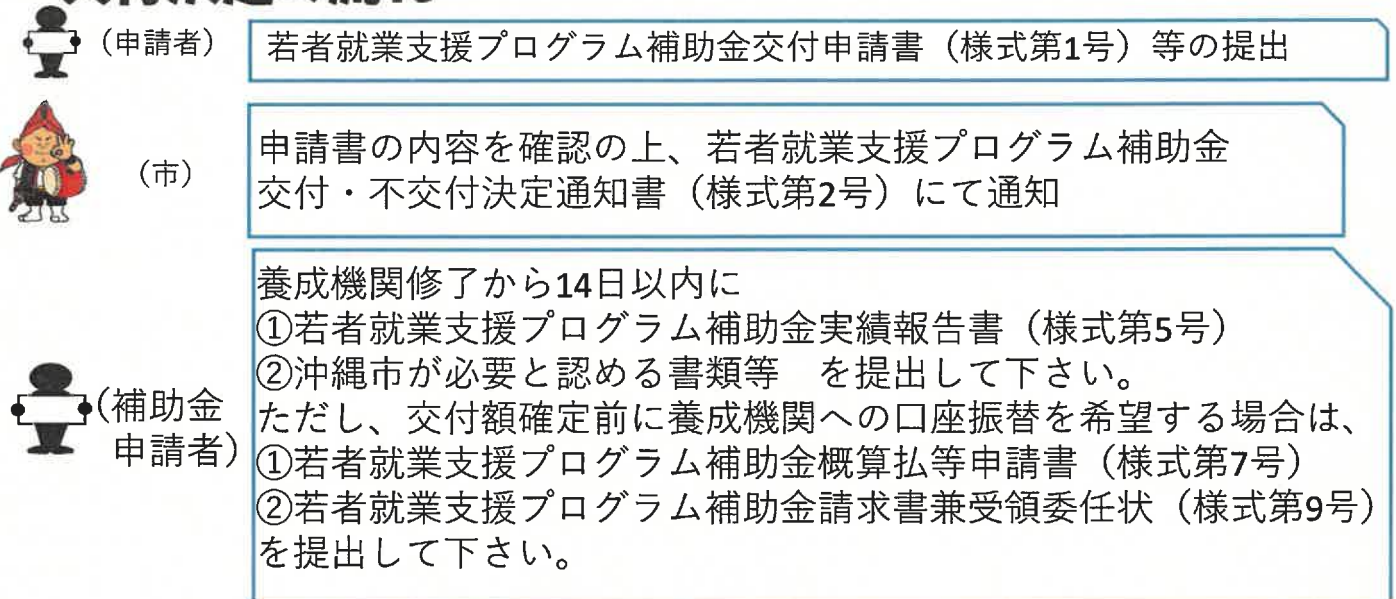 (申請者)
若者就業支援プログラム補助金交付申請書(様式第1号)等の提出
(市)
申請書の内容を確認の上、若者就業支援プログラム補助金
交付・不交付決定通知書(様式第2号)にて通知
(補助金
申請者)
養成機関修了から14日以内に
①若者就業支援プログラム補助金実績報告書(様式第5号)
②沖縄市が必要と認める書類等 を提出して下さい。
ただし、交付額確定前に養成機関への口座振替を希望する場合は、
①若者就業支援プログラム補助金概算払等申請書(様式第7号)
②若者就業支援プログラム補助金請求書兼受領委任状(様式第9号)
を提出して下さい。